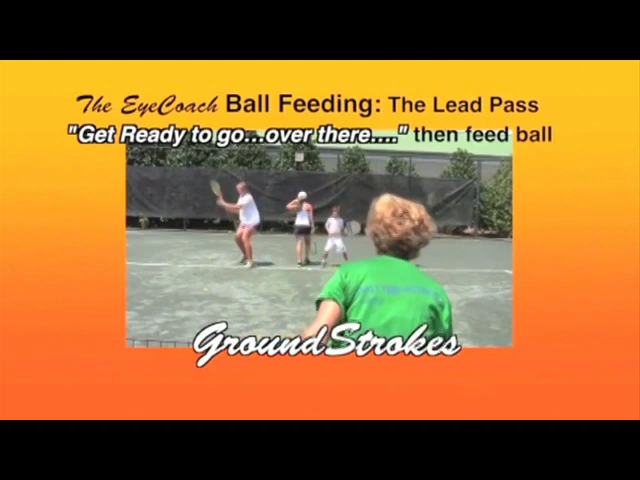 The EyeCoach Ball Feeding: The Lead Pass
"Get Ready to go...over there...." then feed ball
GroundStrokes